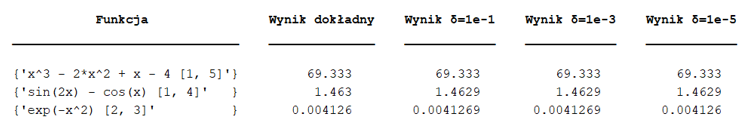 Funkcja Wynik dokładny Wynik δ=1e-1 Wynik δ=1e-3 Wynik δ=1e-5
{'x^3 - 2*x^2 + x - 4 [1, 5]'} 69.333 69.333 69.333 69.333
{'sin(2x) - cos(x) [1, 4]' } 1.463 1.4629 1.4629 1.4629
{'exp(-x^2) [2, 3]' } 0.004126 0.0041269 0.0041269 0.004126